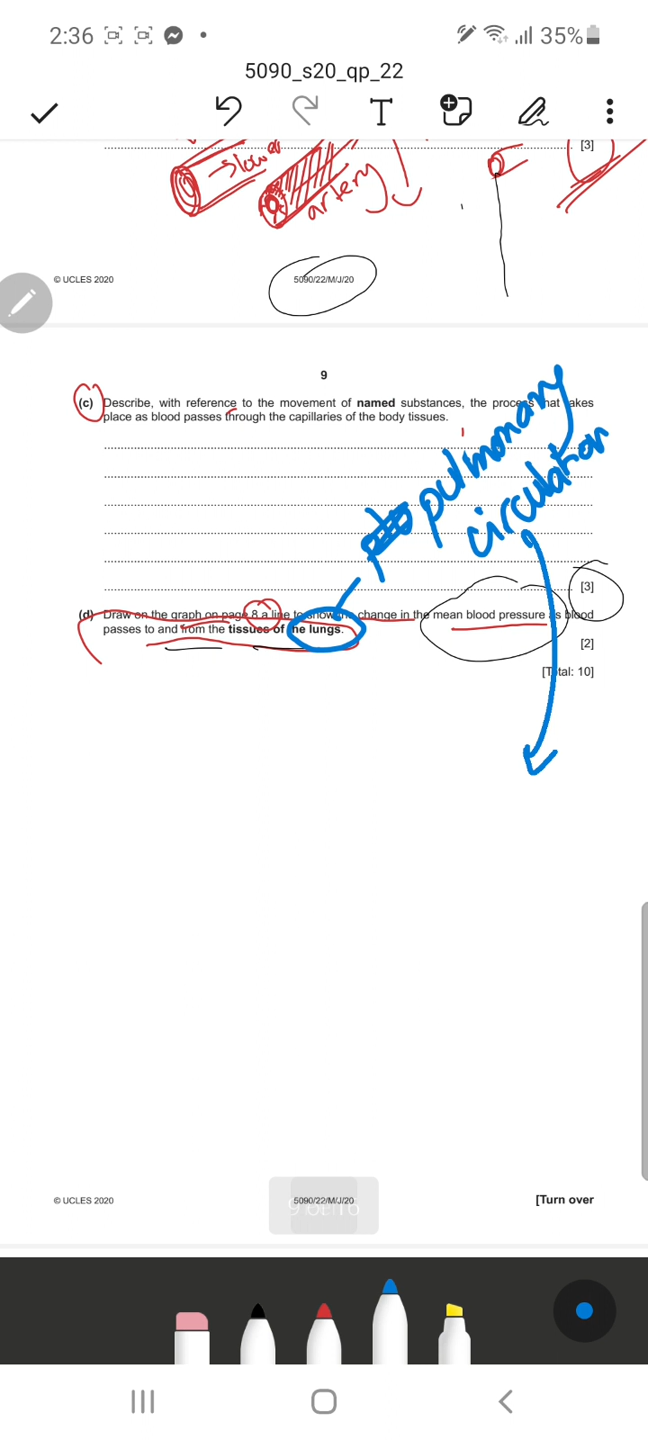 2:36
35%
5090_s20_qp_22
T
[3]
slower
artery
© UCLES 2020
5090/22/M/J/20
9
(c) Describe, with reference to the movement of named substances, the process that takes
place as blood passes through the capillaries of the body tissues.
pulmonary
circulation
[3]
(d) Draw on the graph on page 8 a line to show the change in the mean blood pressure as blood
passes to and from the tissues of the lungs.
[2]
[Total: 10]
© UCLES 2020
5090/22/M/J/20
[Turn over